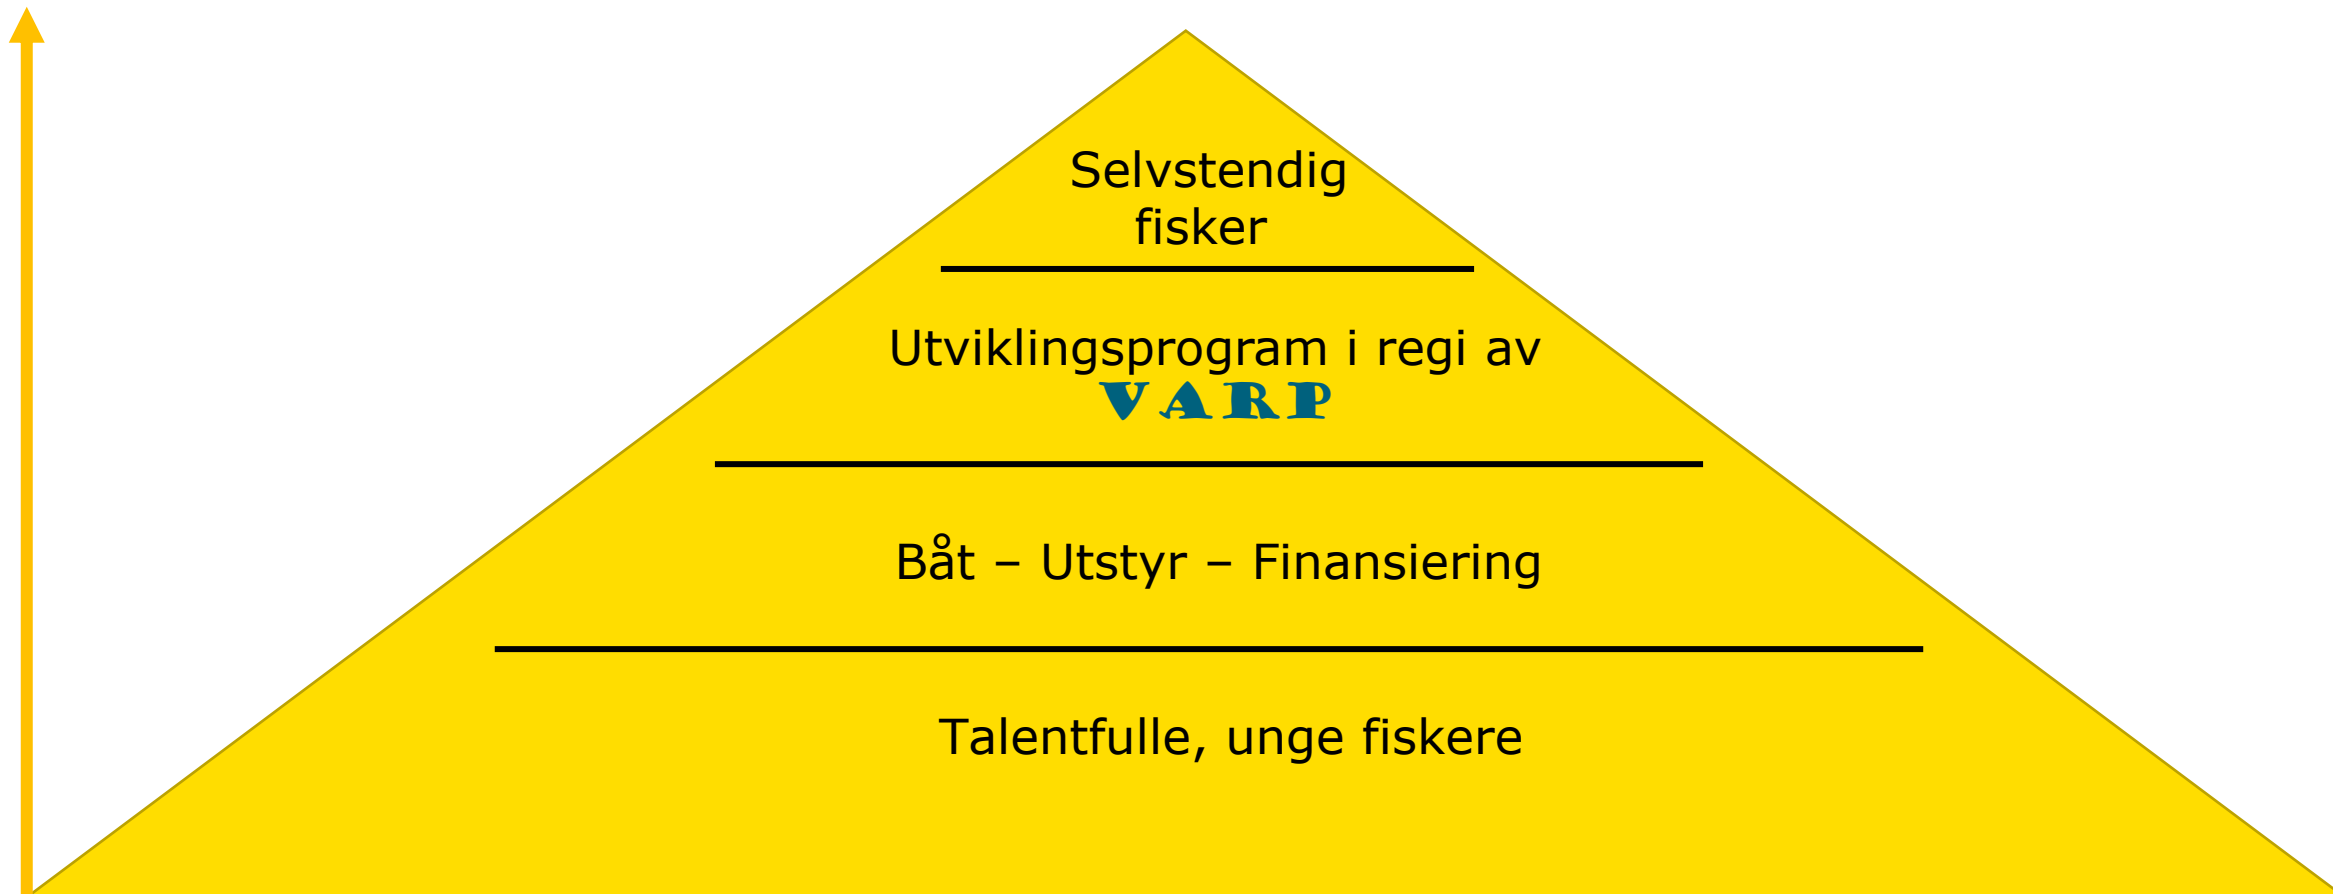 Selvstendig
fisker
Utviklingsprogram i regi av
VARP
Båt – Utstyr – Finansiering
Talentfulle, unge fiskere